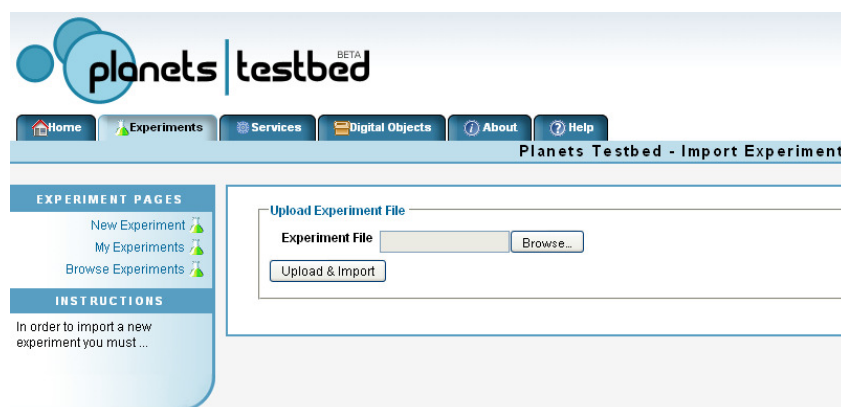 planets testbed BETA
Home Experiments Services Digital Objects About Help
Planets Testbed - Import Experiment
EXPERIMENT PAGES
New Experiment
My Experiments
Browse Experiments
INSTRUCTIONS
In order to import a new
experiment you must ...
Upload Experiment File
Experiment File Browse...
Upload & Import